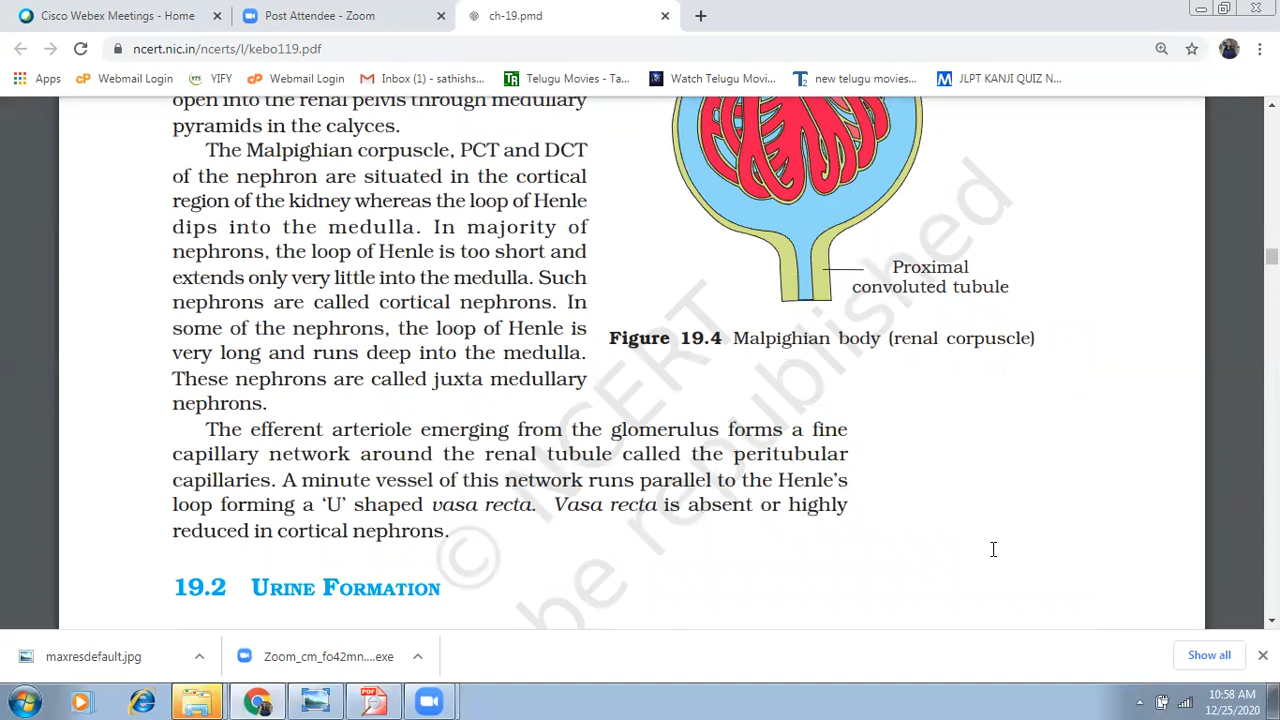 Cisco Webex Meetings - Home
Post Attendee - Zoom
ch-19.pmd
ncert.nic.in/ncerts/l/kebo119.pdf
Apps
Webmail Login
YIFY
Webmail Login
Inbox (1) - sathishs...
Telugu Movies - Ta...
Watch Telugu Movi...
new telugu movies...
JLPT KANJI QUIZ N...
open into the renal pelvis through medullary
pyramids in the calyces.
The Malpighian corpuscle, PCT and DCT
of the nephron are situated in the cortical
region of the kidney whereas the loop of Henle
dips into the medulla. In majority of
nephrons, the loop of Henle is too short and
extends only very little into the medulla. Such
nephrons are called cortical nephrons. In
some of the nephrons, the loop of Henle is
very long and runs deep into the medulla.
These nephrons are called juxta medullary
nephrons.
Proximal
convoluted tubule
Figure 19.4 Malpighian body (renal corpuscle)
The efferent arteriole emerging from the glomerulus forms a fine
capillary network around the renal tubule called the peritubular
capillaries. A minute vessel of this network runs parallel to the Henle's
loop forming a 'U' shaped vasa recta. Vasa recta is absent or highly
reduced in cortical nephrons.
19.2 URINE FORMATION
© NCERT
be republished
maxresdefault.jpg
Zoom_cm_fo42mn....exe
Show all
10:58 AM
12/25/2020